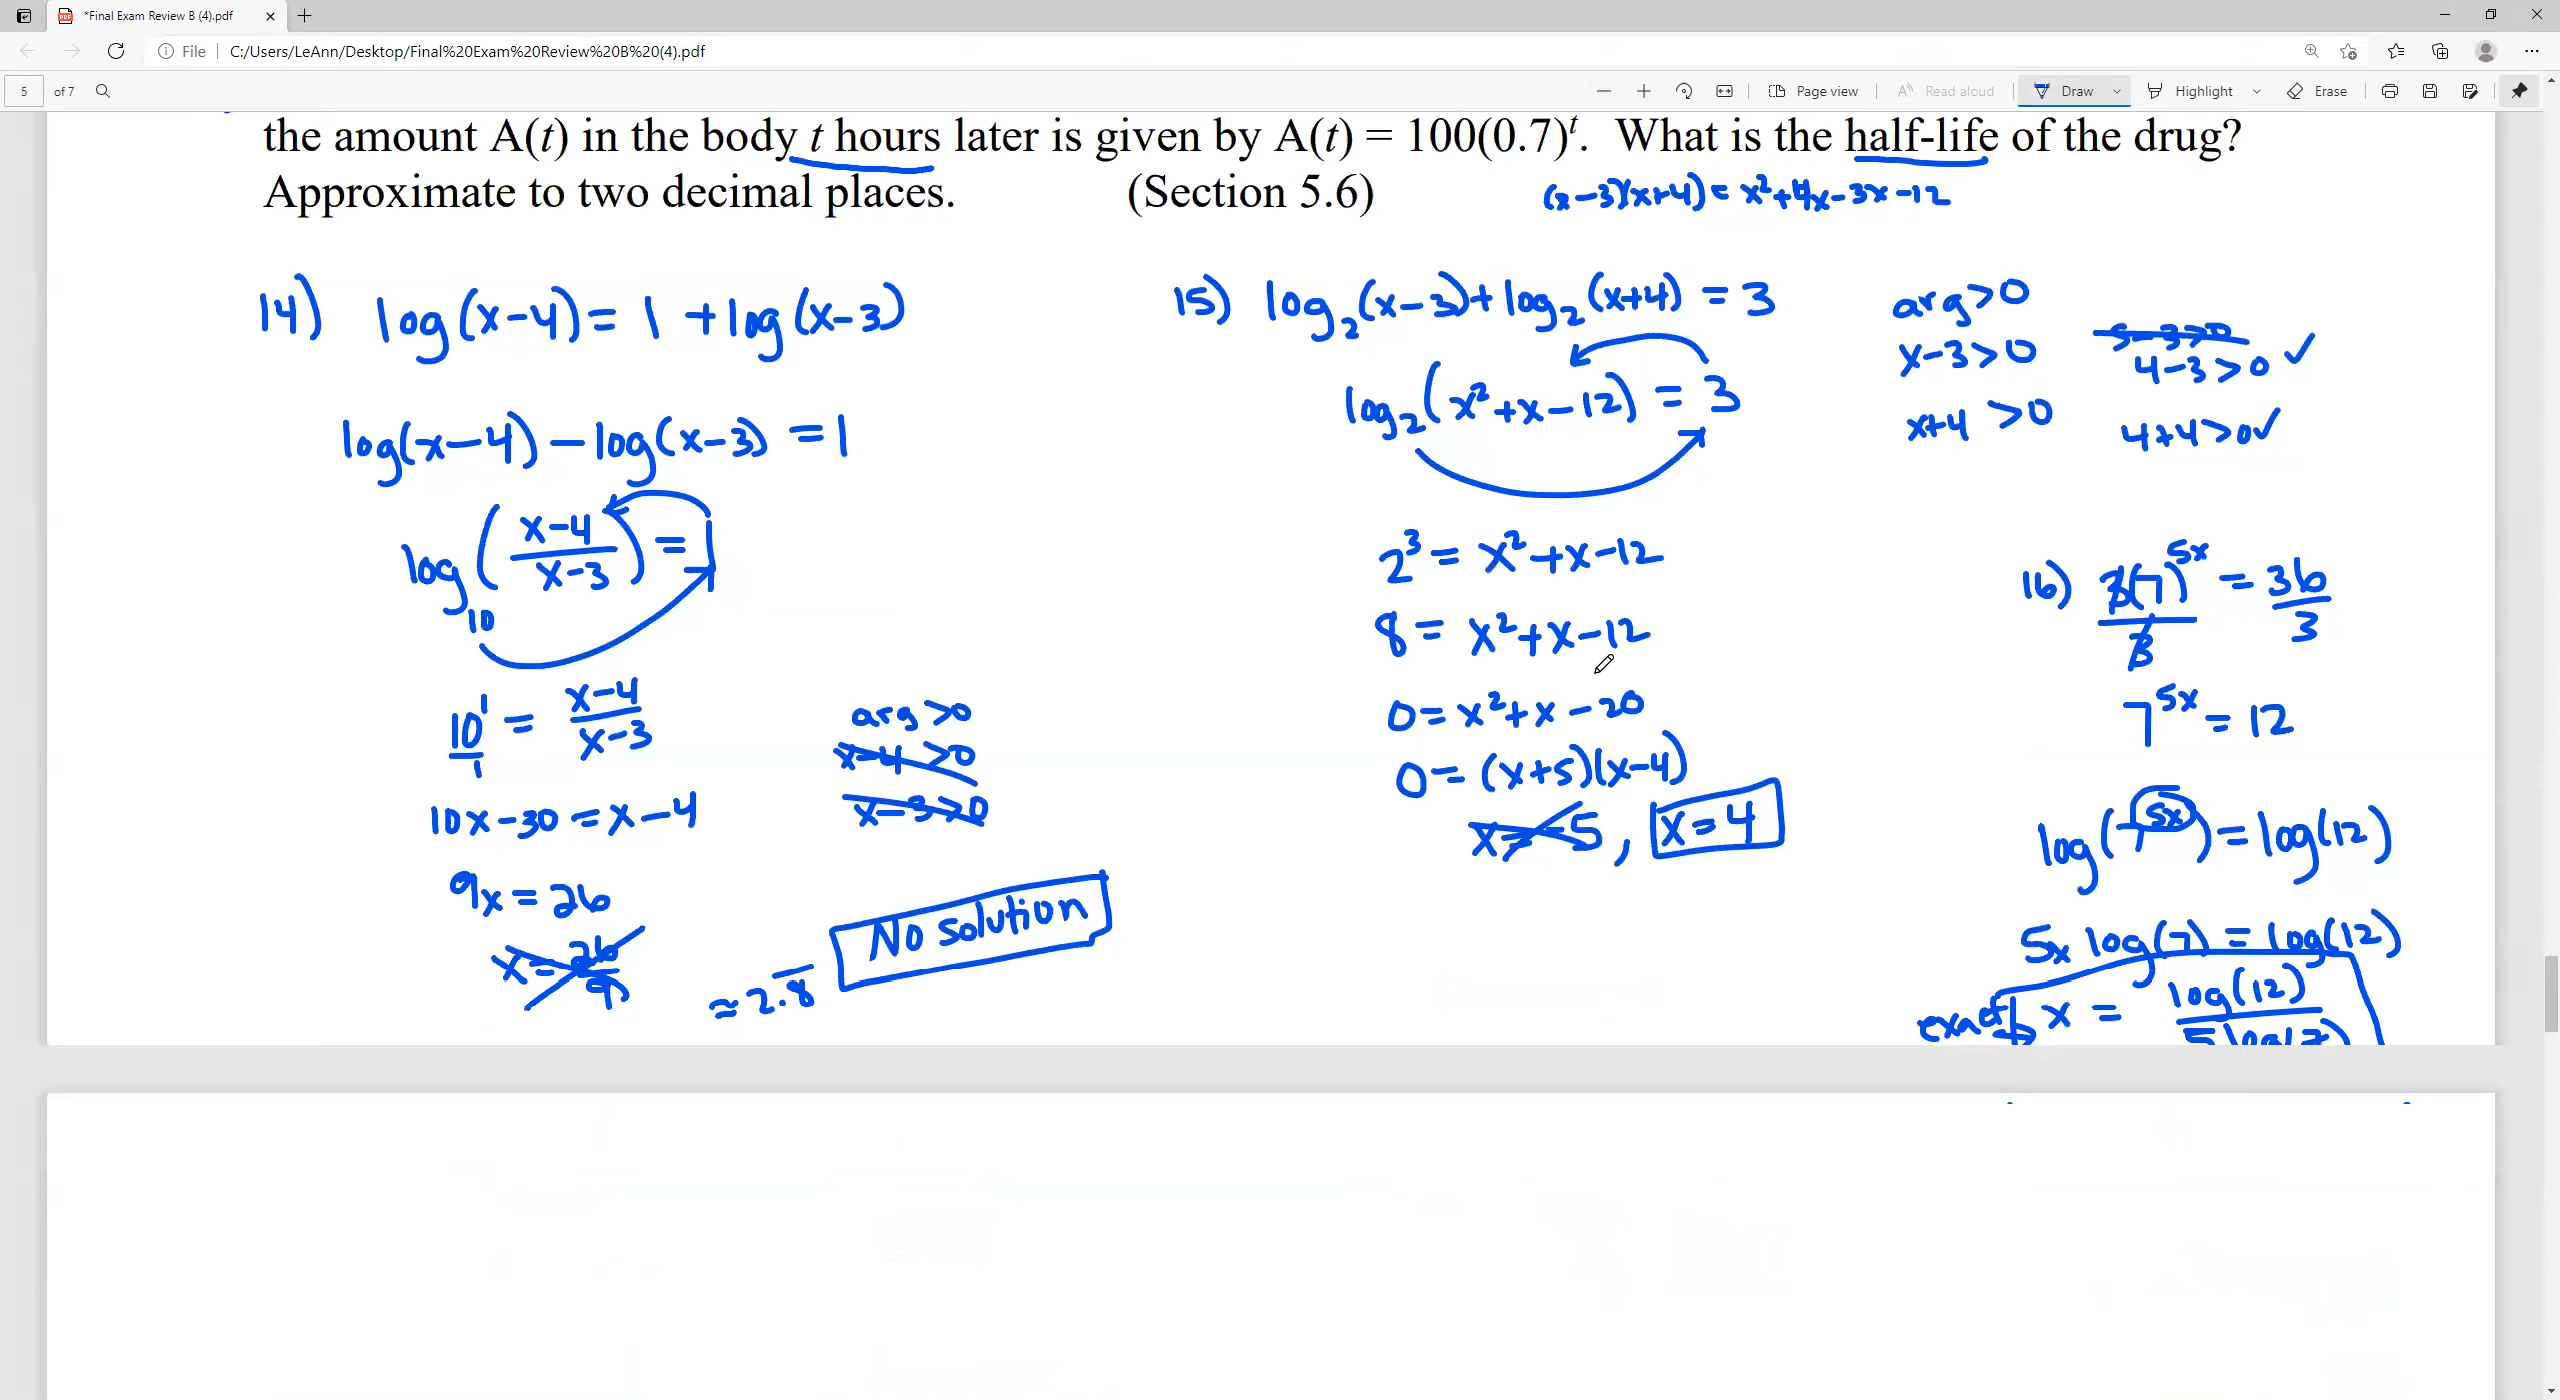 *Final Exam Review B (4).pdf
File C:/Users/LeAnn/Desktop/Final%20Exam%20Review%20B%20(4).pdf
5 of 7 Page view Read aloud Draw Highlight Erase
the amount A(t) in the body t hours later is given by A(t) = 100(0.7)ᵗ. What is the half-life of the drug?
Approximate to two decimal places. (Section 5.6)
(x-3)(x+4) = x²+4x-3x-12
14) log(x-4) = 1 + log(x-3)
log(x-4) - log(x-3) = 1
log₁₀((x-4)/(x-3)) = 1
10¹/1 = (x-4)/(x-3)
10x-30 = x-4
9x = 26
x = 26/9
≈ 2.8̅
arg>0
x-4 >0
x-3>0
No solution
15) log₂(x-3) + log₂(x+4) = 3
log₂(x²+x-12) = 3
2³ = x²+x-12
8 = x²+x-12
0 = x²+x-20
0 = (x+5)(x-4)
x = -5, x = 4
arg>0
x-3>0
x+4 >0
5-3>0
4-3>0 ✓
4+4>0 ✓
16) 3(7)⁵ˣ/3 = 36/3
7⁵ˣ = 12
log(7⁵ˣ) = log(12)
5x log(7) = log(12)
exact x = log(12)/5log(7)